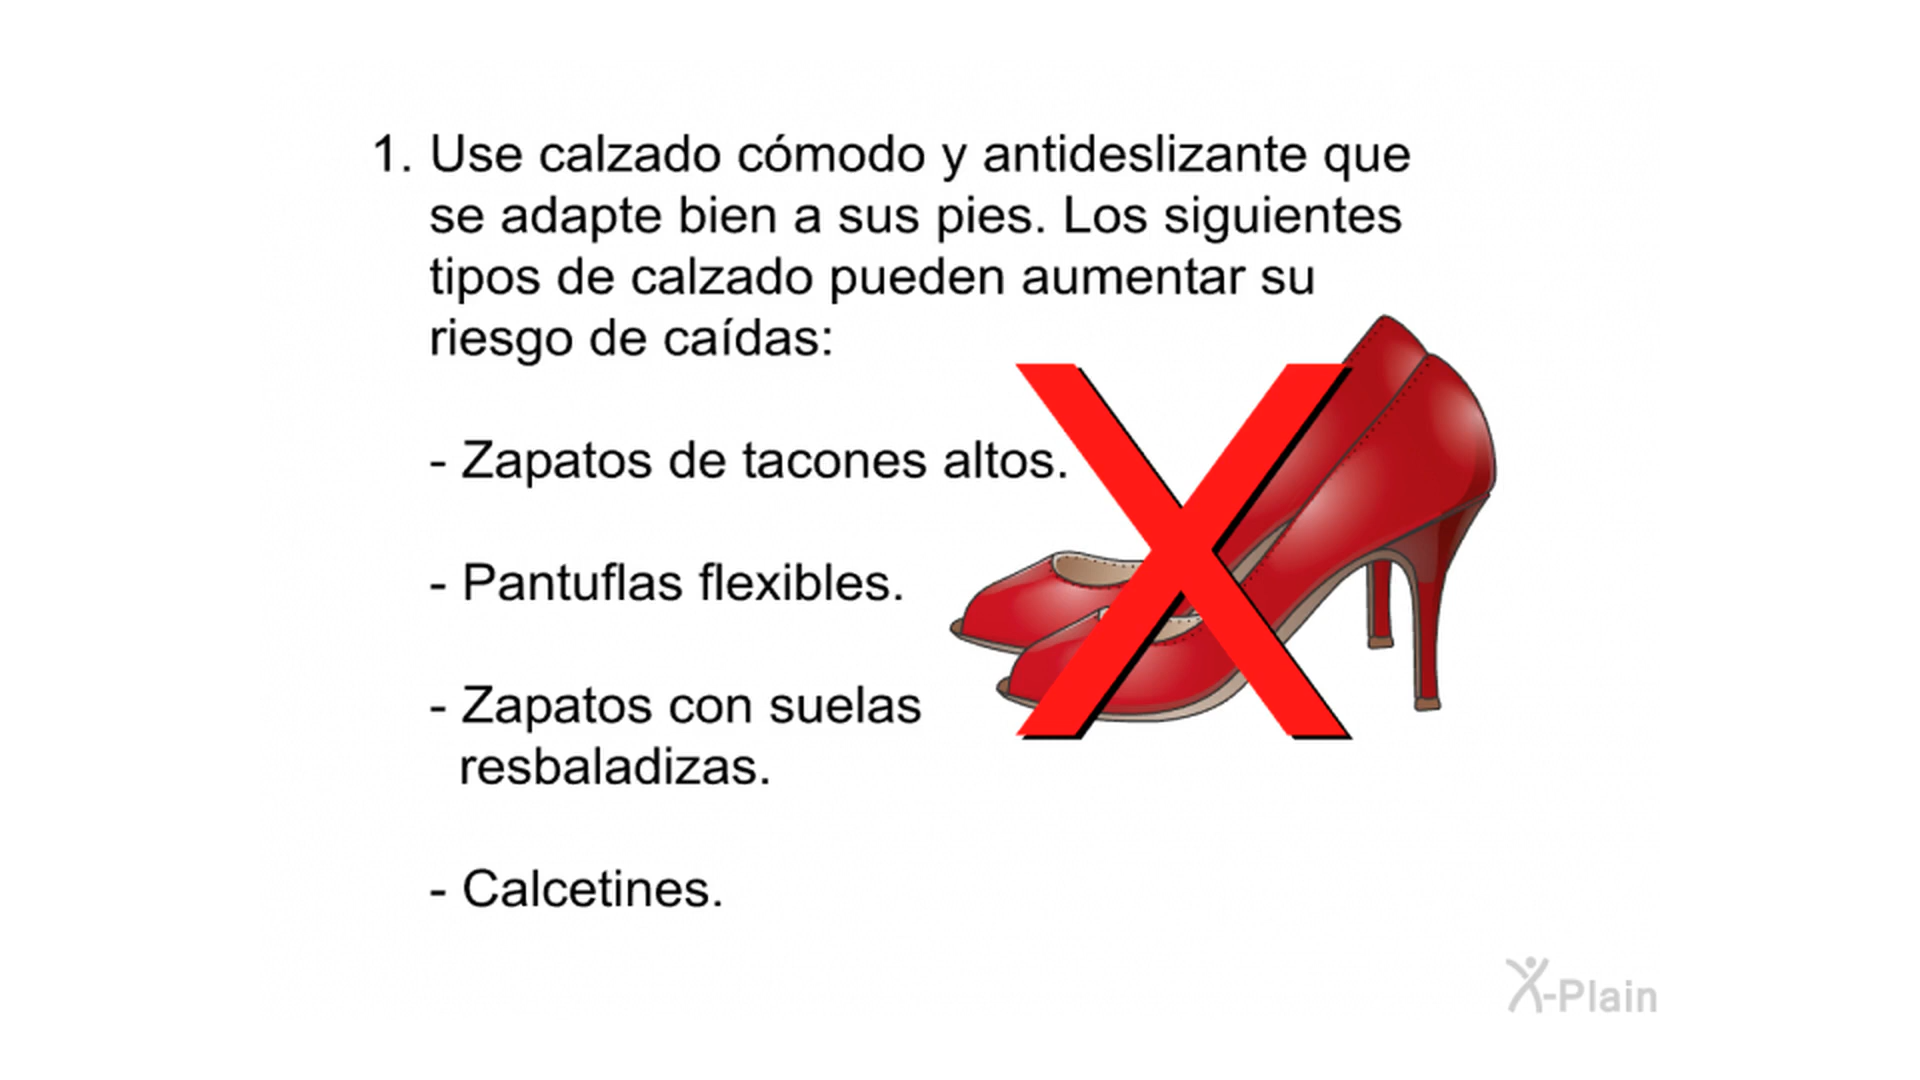 1. Use calzado cómodo y antideslizante que
se adapte bien a sus pies. Los siguientes
tipos de calzado pueden aumentar su
riesgo de caídas:
- Zapatos de tacones altos.
- Pantuflas flexibles.
- Zapatos con suelas
resbaladizas.
- Calcetines.
X-Plain